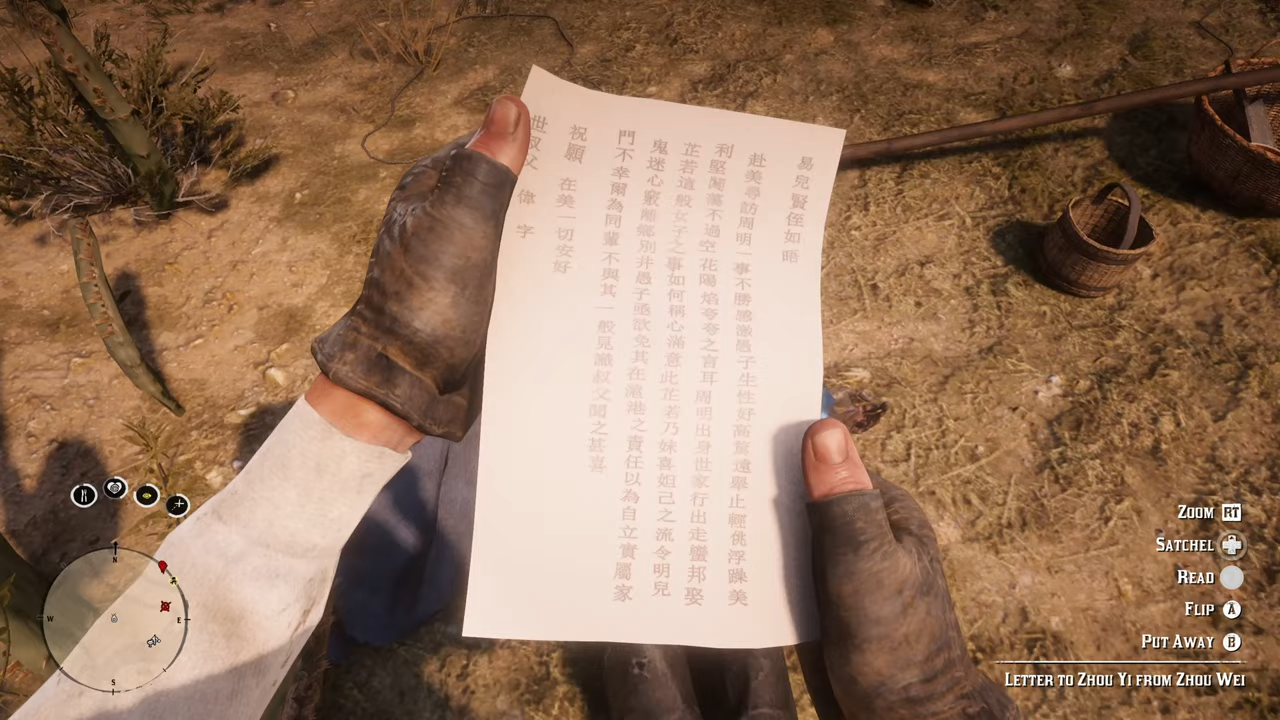 易兒賢侄如晤
赴美尋訪周明一事不勝感激愚子生性好高騖遠舉止輕佻浮躁美
利堅闐藁不過空花陽焰夸夸之言耳周明出身世家行出走蠻邦娶
芷若這般女子之事如何稱心滿意此芷若乃妹喜妲己之流令明兒
鬼迷心竅離鄉別井愚子亟欲免其在滬港之責任以為自立實屬家
門不幸爾為同輩不與其一般見識叔父聞之甚喜
祝願 在美一切安好
世叔父 偉 字
ZOOM RT
SATCHEL
READ
FLIP A
PUT AWAY B
LETTER TO ZHOU YI FROM ZHOU WEI
N
W
E
S